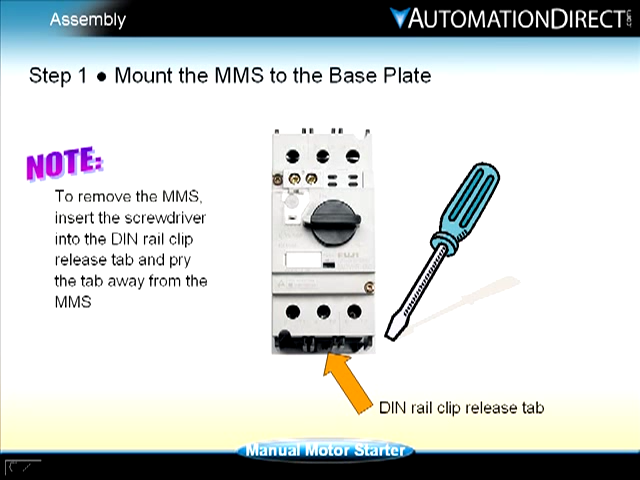 Assembly
AUTOMATIONDIRECT
Step 1 ● Mount the MMS to the Base Plate
NOTE:
To remove the MMS,
insert the screwdriver
into the DIN rail clip
release tab and pry
the tab away from the
MMS
FUJI
DIN rail clip release tab
Manual Motor Starter